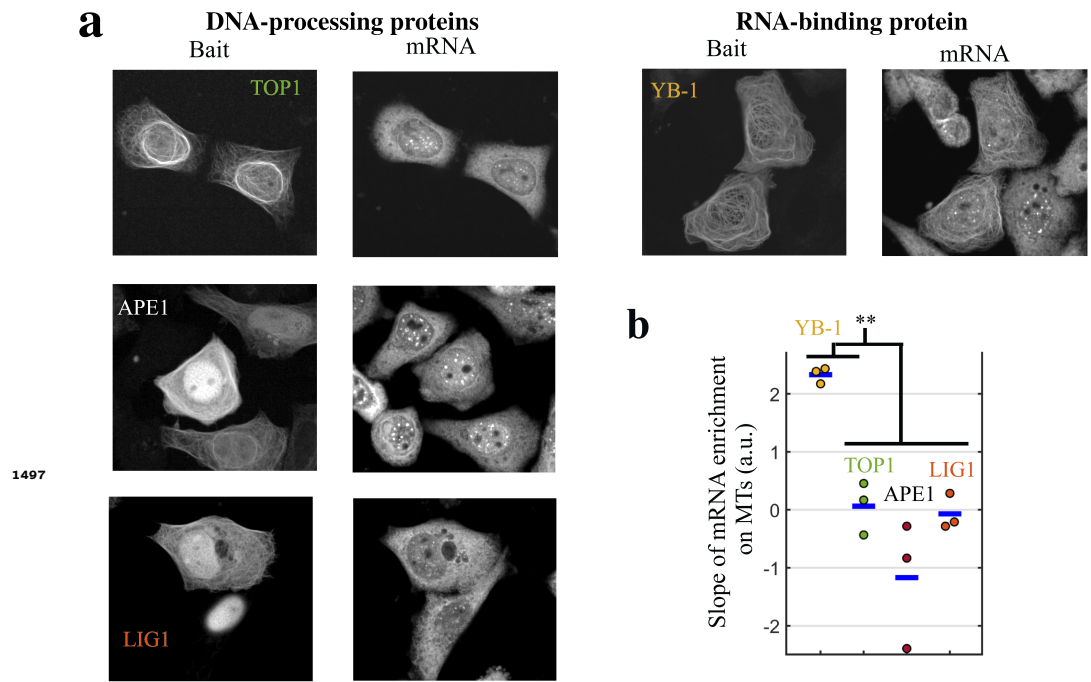 a
DNA-processing proteins
Bait
mRNA
TOP1
APE1
LIG1
RNA-binding protein
Bait
mRNA
YB-1
1497
b
YB-1
**
TOP1
APE1
LIG1
2
1
0
-1
-2
Slope of mRNA enrichment
on MTs (a.u.)